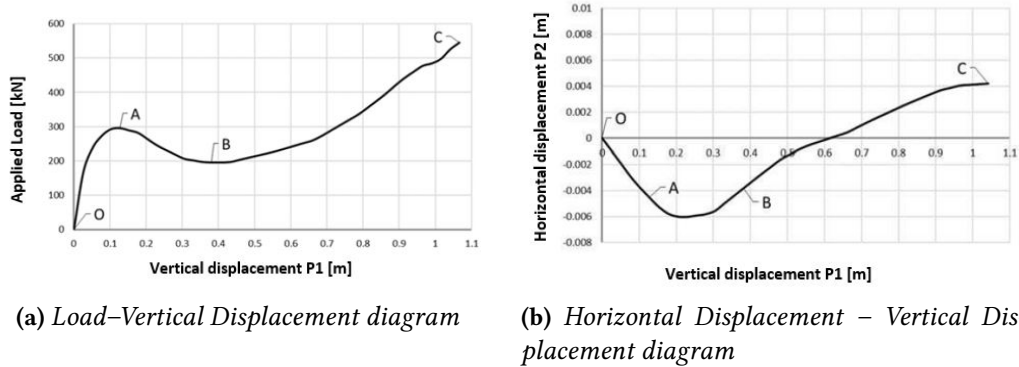 600
500
400
300
200
100
0
Applied Load [kN]
O
A
B
C
0 0.1 0.2 0.3 0.4 0.5 0.6 0.7 0.8 0.9 1 1.1
Vertical displacement P1 [m]
(a) Load–Vertical Displacement diagram
0.01
0.008
0.006
0.004
0.002
0
-0.002
-0.004
-0.006
-0.008
Horizontal displacement P2 [m]
O
A
B
C
0 0.1 0.2 0.3 0.4 0.5 0.6 0.7 0.8 0.9 1 1.1
Vertical displacement P1 [m]
(b) Horizontal Displacement – Vertical Dis
placement diagram